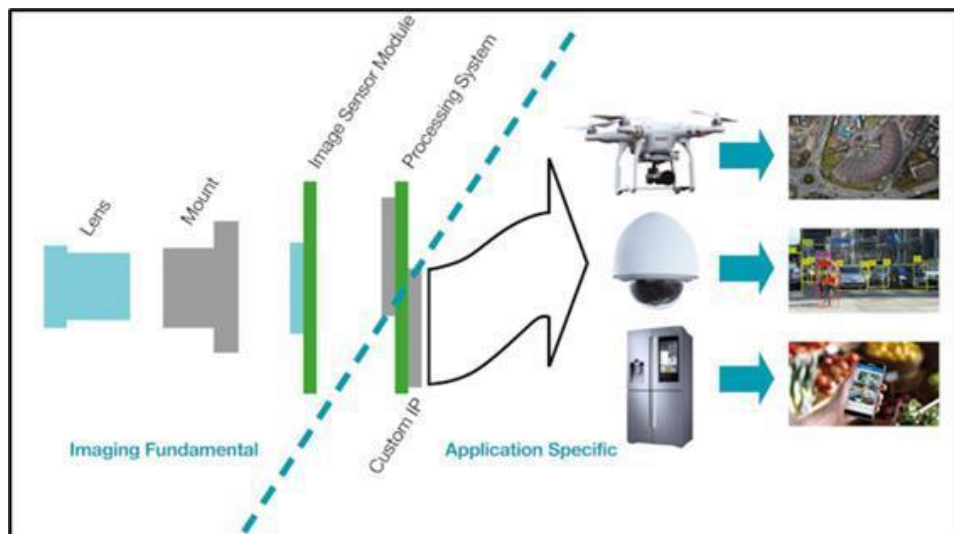 Lens
Mount
Image Sensor Module
Processing System
Custom IP
Imaging Fundamental
Application Specific